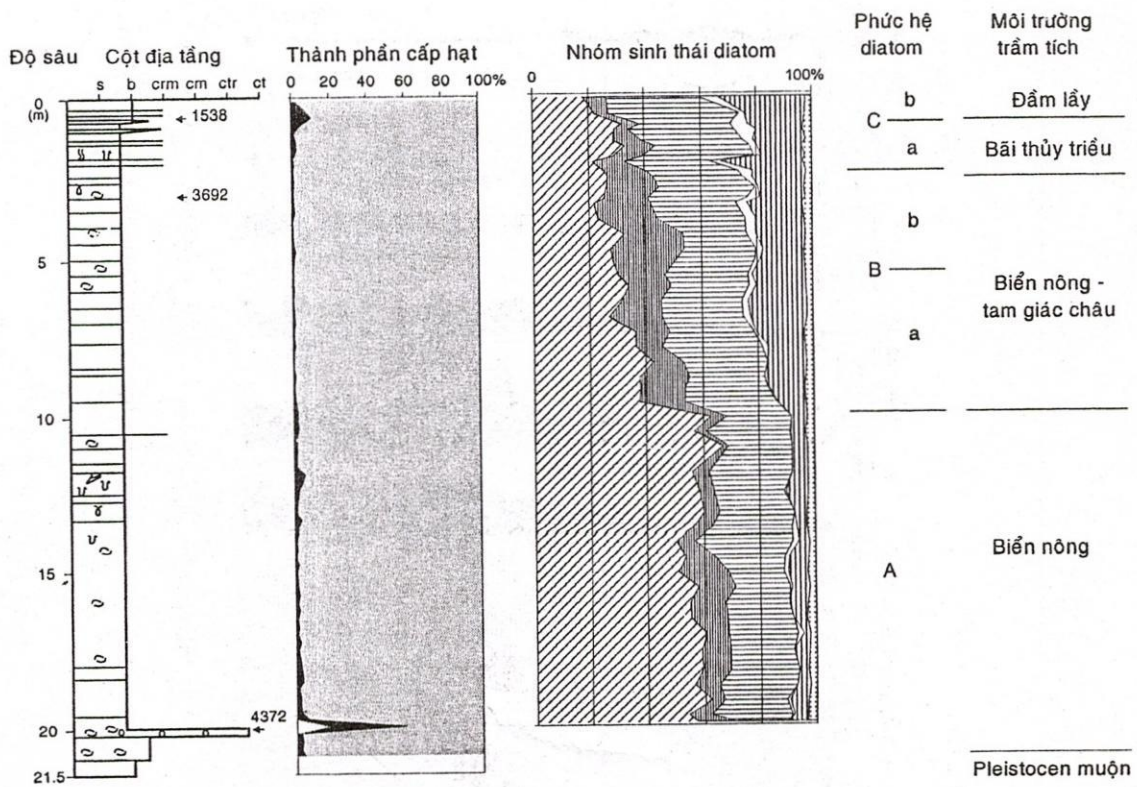 Độ sâu
Cột địa tầng
s b crm cm ctr ct
0
(m)
5
10
15
20
21.5
1538
3692
4372
Thành phần cấp hạt
0 20 40 60 80 100%
Nhóm sinh thái diatom
0 100%
Phức hệ
diatom
b
C
a
b
B
a
A
Môi trường
trầm tích
Đầm lầy
Bãi thủy triều
Biển nông -
tam giác châu
Biển nông
Pleistocen muộn